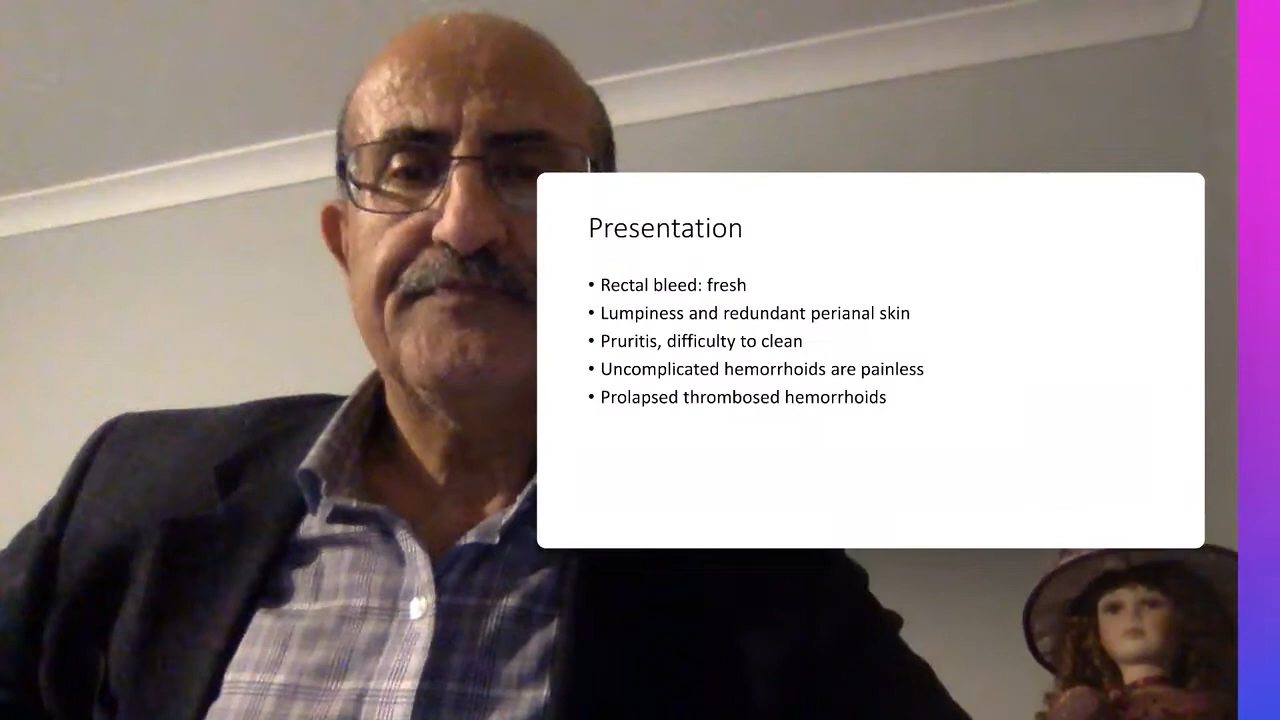 Presentation
• Rectal bleed: fresh
• Lumpiness and redundant perianal skin
• Pruritis, difficulty to clean
• Uncomplicated hemorrhoids are painless
• Prolapsed thrombosed hemorrhoids